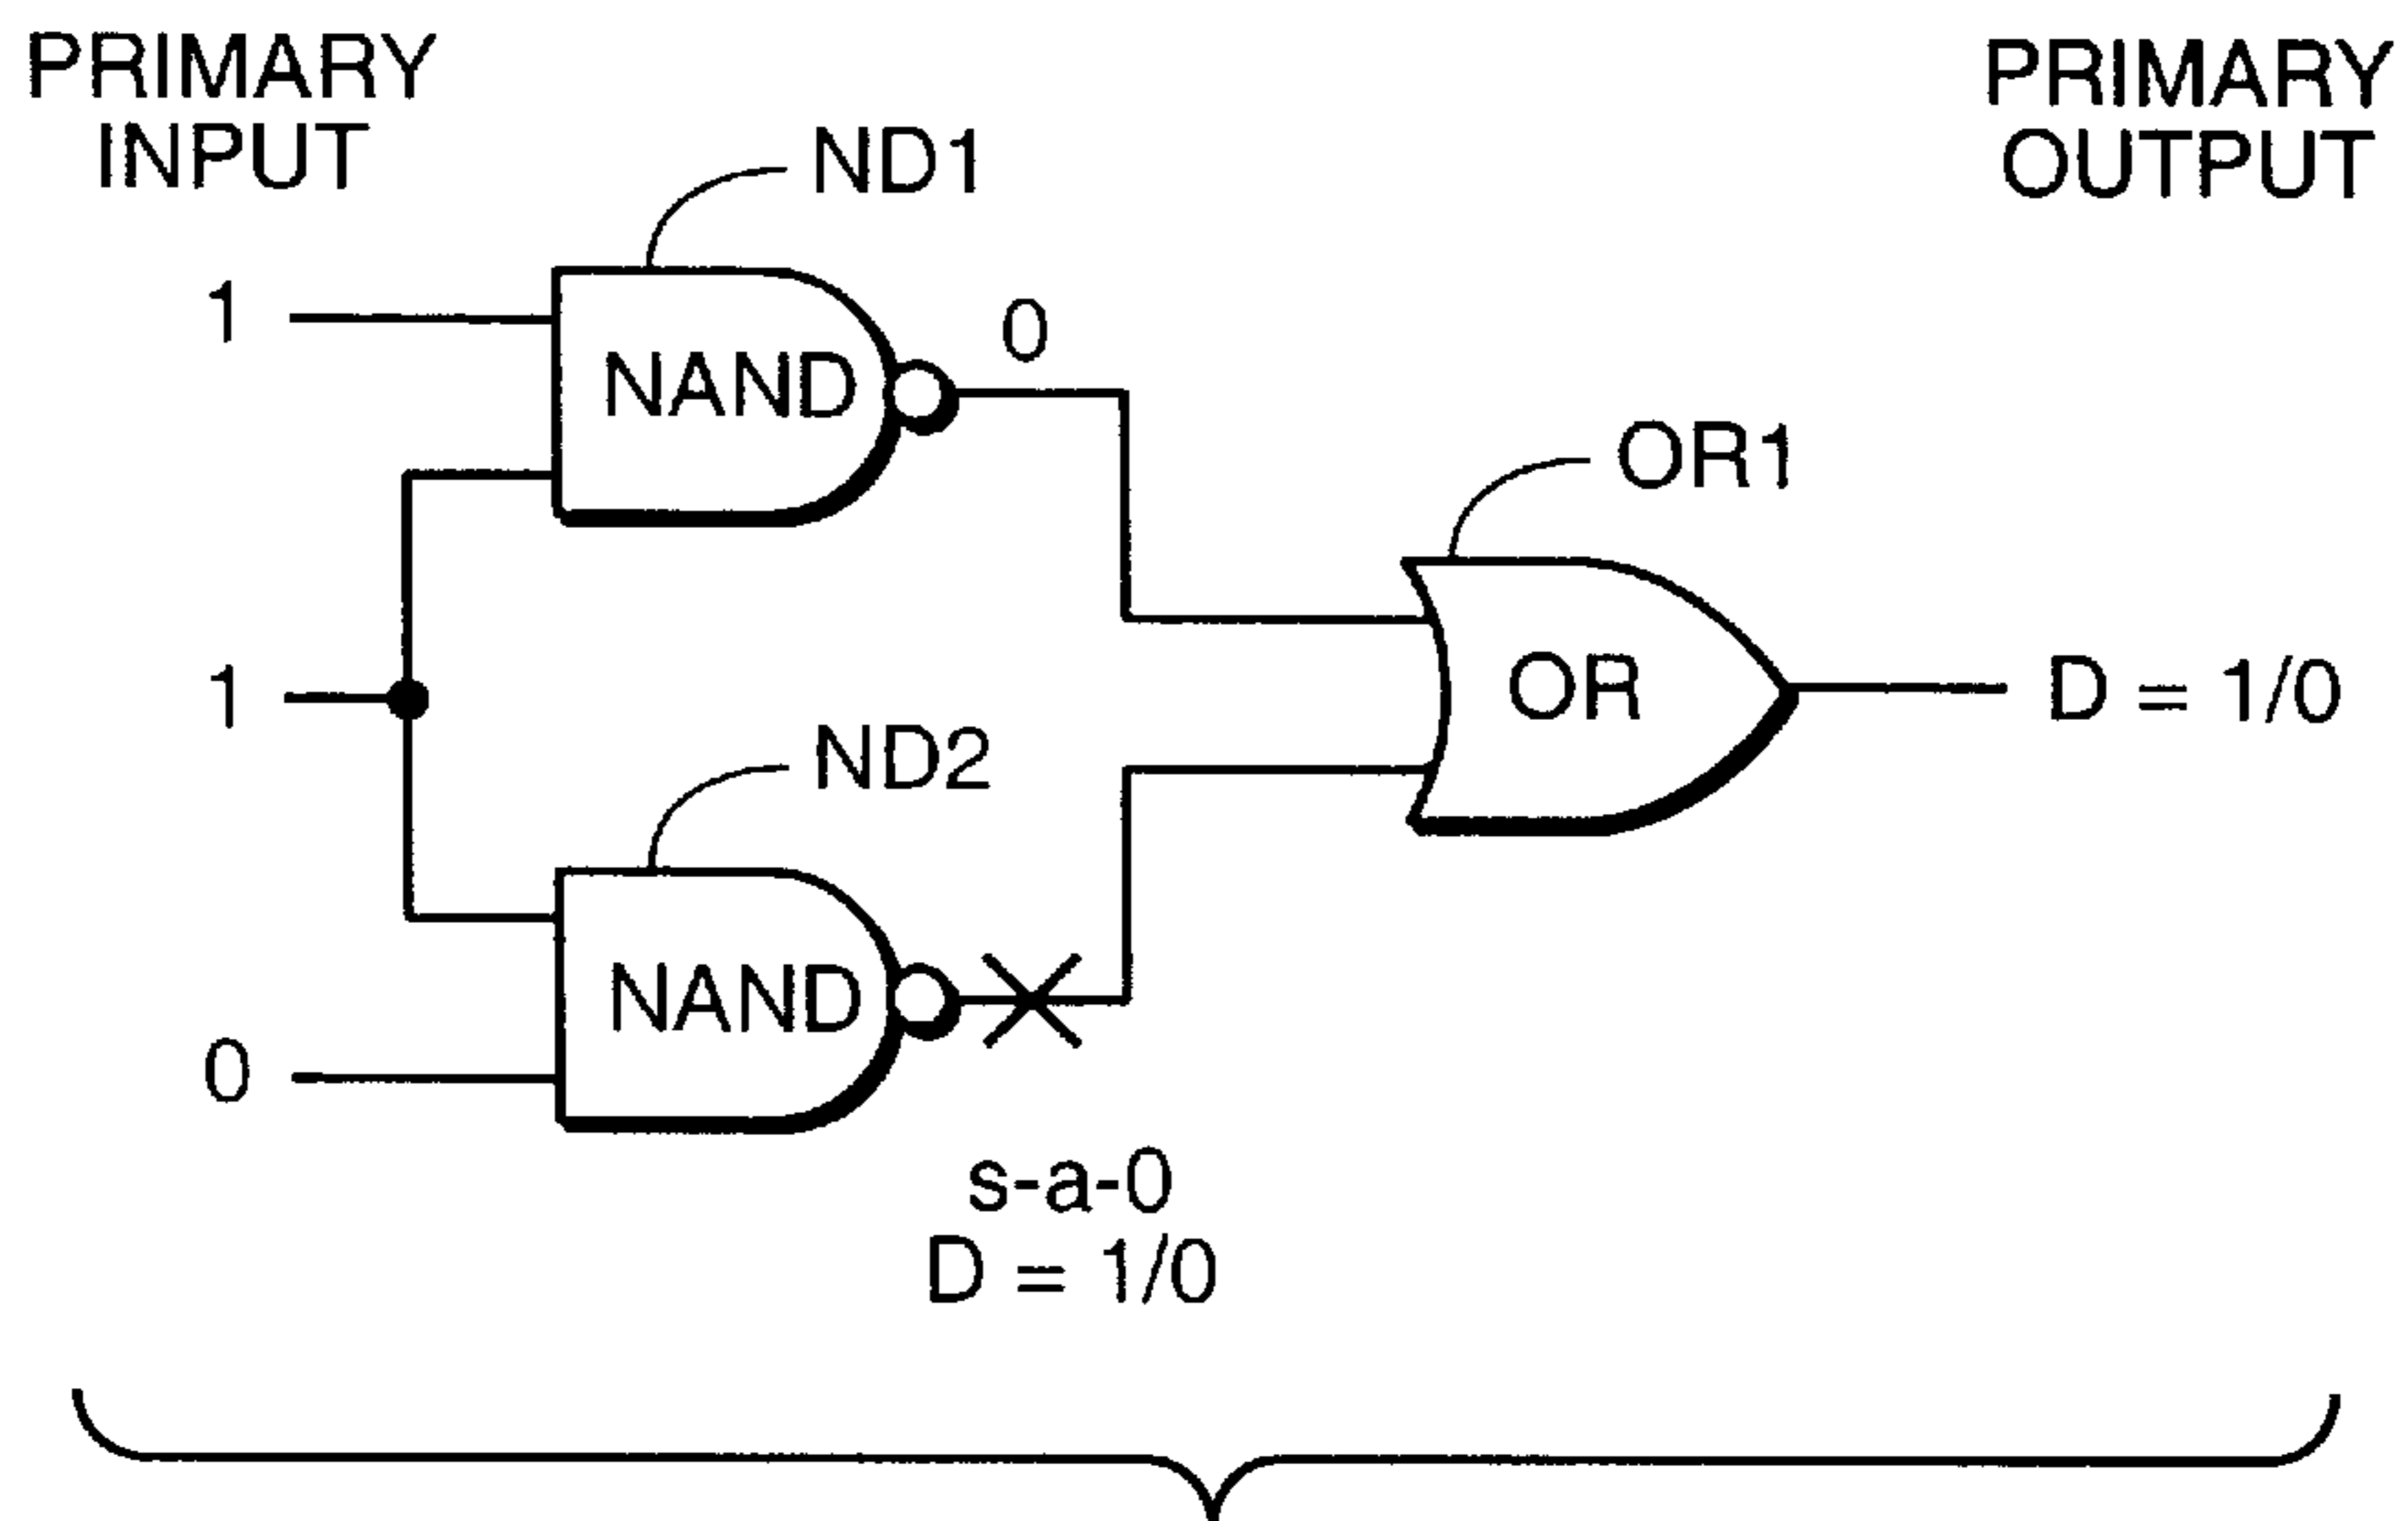 PRIMARY
INPUT
PRIMARY
OUTPUT
ND1
1
NAND
0
OR1
1
OR
D = 1/0
ND2
NAND
0
s-a-0
D = 1/0